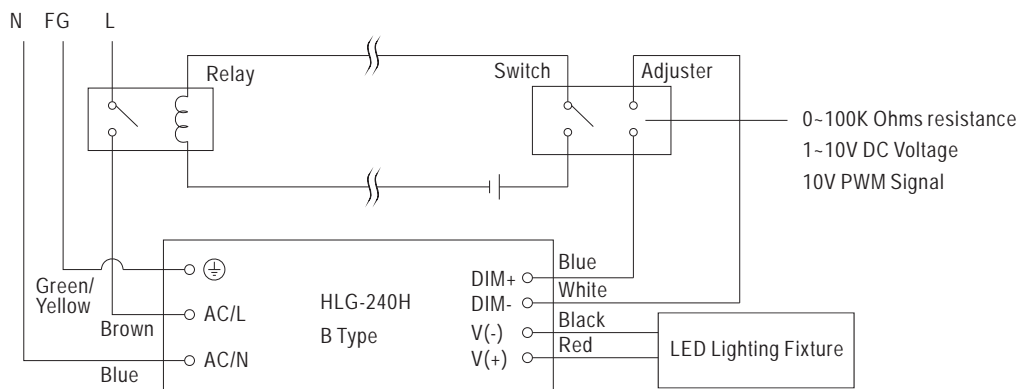 N FG L
Relay
Switch
Adjuster
0~100K Ohms resistance
1~10V DC Voltage
10V PWM Signal
Green/
Yellow
Brown
Blue
AC/L
AC/N
HLG-240H
B Type
DIM+
DIM-
V(-)
V(+)
Blue
White
Black
Red
LED Lighting Fixture